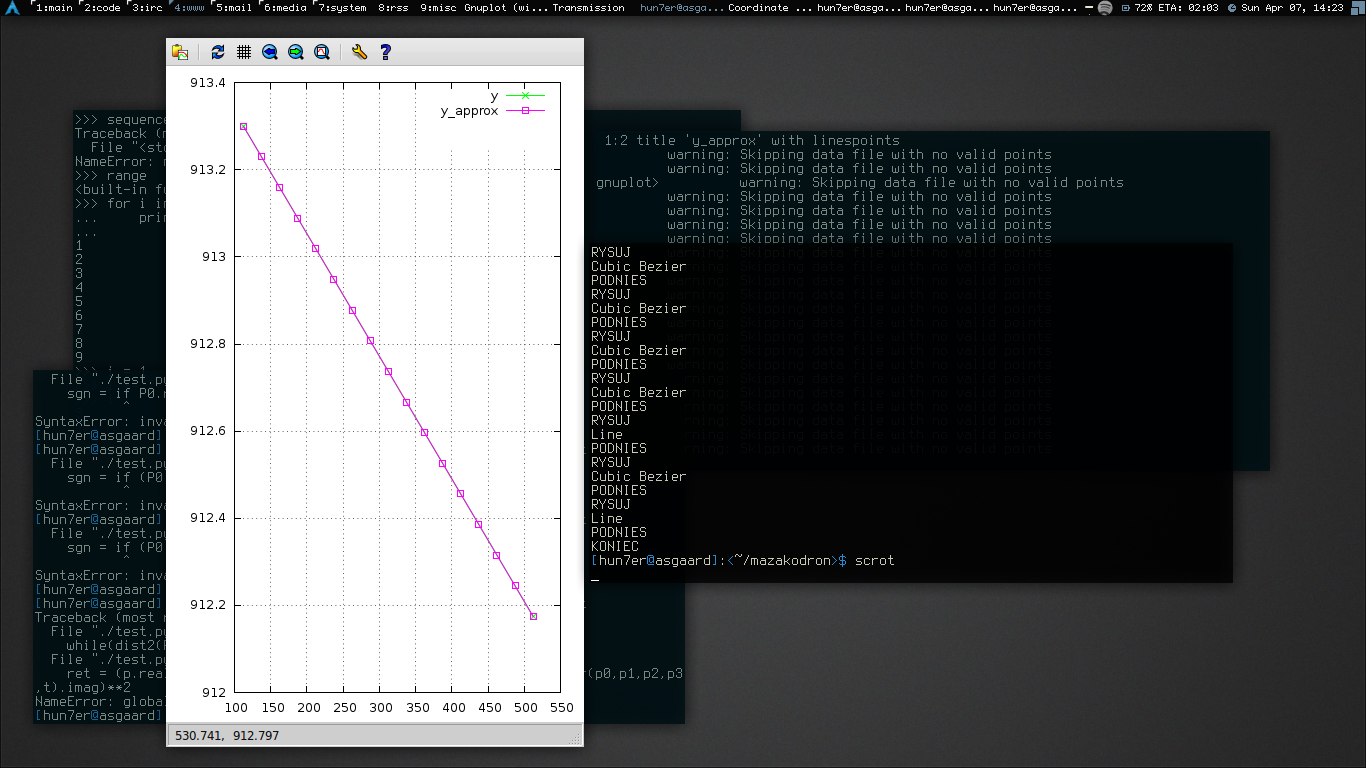 1:main 2:code 3:irc 4:www 5:mail 6:media 7:system 8:rss 9:misc Gnuplot (wi... Transmission hun7er@asga... Coordinate ... hun7er@asga... hun7er@asga... hun7er@asga... 72% ETA: 02:03 Sun Apr 07, 14:23
>>> sequence
Traceback (m
File "<sto
NameError: n
>>> range
<built-in fu
>>> for i in
... prin
...
1
2
3
4
5
6
7
8
9
File "./test.py
sgn = if P0.r
^
SyntaxError: inva
[hun7er@asgaard]
[hun7er@asgaard]
File "./test.py
sgn = if (P0
^
SyntaxError: inva
[hun7er@asgaard]
File "./test.py
sgn = if (P0
^
SyntaxError: inva
[hun7er@asgaard]
[hun7er@asgaard]
Traceback (most r
File "./test.py
while(dist2(P
File "./test.py
ret = (p.rea
r(p0,p1,p2,p3
,t).imag)**2
NameError: globa
[hun7er@asgaard]
913.4
913.2
913
912.8
912.6
912.4
912.2
912
100 150 200 250 300 350 400 450 500 550
y
y_approx
530.741, 912.797
1:2 title 'y_approx' with linespoints
warning: Skipping data file with no valid points
warning: Skipping data file with no valid points
gnuplot> warning: Skipping data file with no valid points
warning: Skipping data file with no valid points
warning: Skipping data file with no valid points
warning: Skipping data file with no valid points
warning: Skipping data file with no valid points
RYSUJ
Cubic Bezier
PODNIES
RYSUJ
Cubic Bezier
PODNIES
RYSUJ
Cubic Bezier
PODNIES
RYSUJ
Cubic Bezier
PODNIES
RYSUJ
Line
PODNIES
RYSUJ
Cubic Bezier
PODNIES
RYSUJ
Line
PODNIES
KONIEC
[hun7er@asgaard]:<~/mazakodron>$ scrot